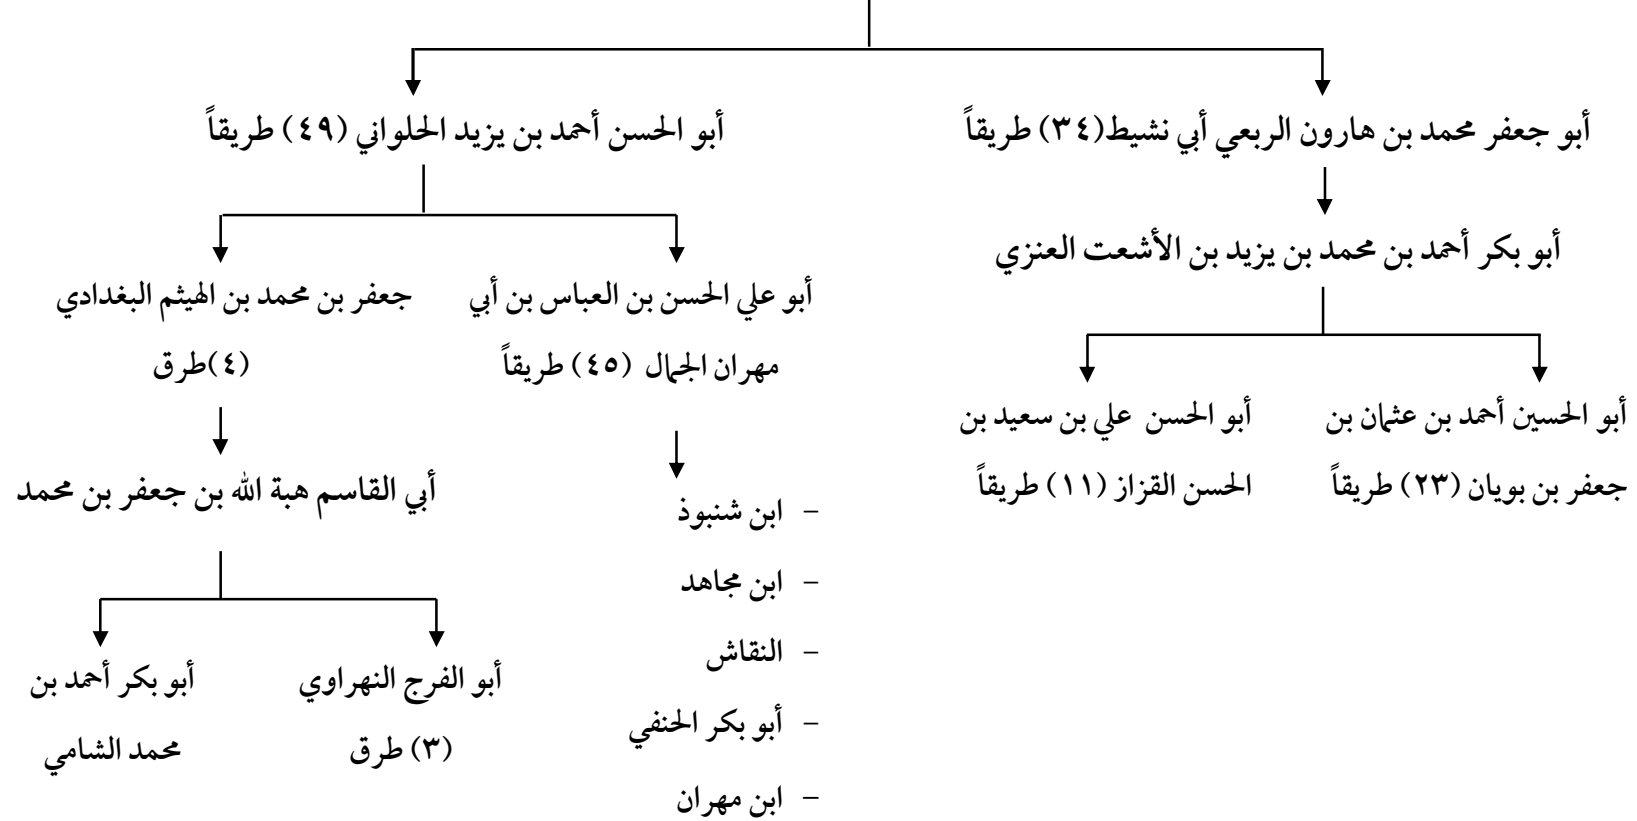 أبو جعفر محمد بن هارون الربعي أبي نشيط(٣٤) طريقاً
أبو بكر أحمد بن محمد بن يزيد بن الأشعت العنزي
أبو الحسين أحمد بن عثمان بن
جعفر بن بويان (٢٣) طريقاً
أبو الحسن علي بن سعيد بن
الحسن القزاز (١١) طريقاً
أبو الحسن أحمد بن يزيد الحلواني (٤٩) طريقاً
أبو علي الحسن بن العباس بن أبي
مهران الجمال (٤٥) طريقاً
- ابن شنبوذ
- ابن مجاهد
- النقاش
- أبو بكر الحنفي
- ابن مهران
جعفر بن محمد بن الهيثم البغدادي
(٤)طرق
أبي القاسم هبة الله بن جعفر بن محمد
أبو الفرج النهراوي
(٣) طرق
أبو بكر أحمد بن
محمد الشامي